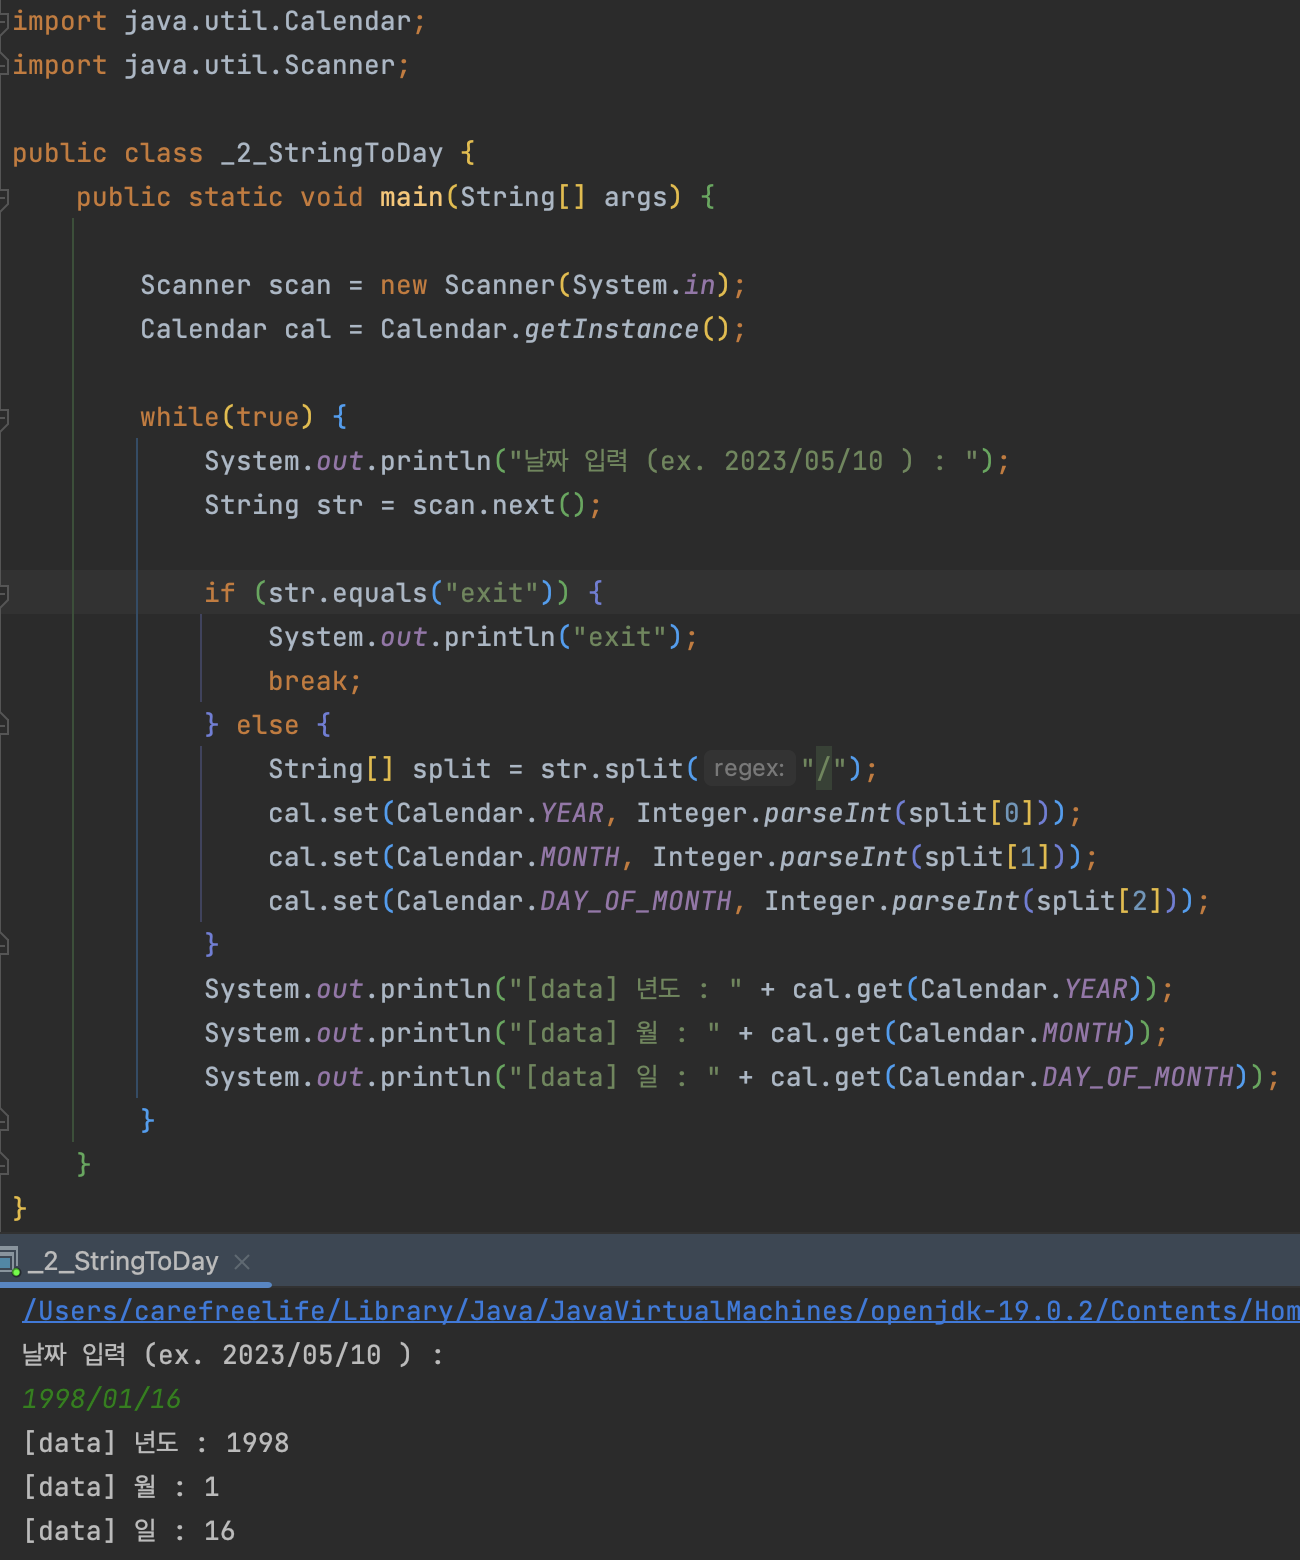 import java.util.Calendar;
import java.util.Scanner;
public class _2_StringToDay {
public static void main(String[] args) {
Scanner scan = new Scanner(System.in);
Calendar cal = Calendar.getInstance();
while(true) {
System.out.println("날짜 입력 (ex. 2023/05/10 ) : ");
String str = scan.next();
if (str.equals("exit")) {
System.out.println("exit");
break;
} else {
String[] split = str.split( regex: "/");
cal.set(Calendar.YEAR, Integer.parseInt(split[0]));
cal.set(Calendar.MONTH, Integer.parseInt(split[1]));
cal.set(Calendar.DAY_OF_MONTH, Integer.parseInt(split[2]));
}
System.out.println("[data] 년도 : " + cal.get(Calendar.YEAR));
System.out.println("[data] 월 : " + cal.get(Calendar.MONTH));
System.out.println("[data] 일 : " + cal.get(Calendar.DAY_OF_MONTH));
}
}
}
_2_StringToDay
/Users/carefreelife/Library/Java/JavaVirtualMachines/openjdk-19.0.2/Contents/Hom
날짜 입력 (ex. 2023/05/10 ) :
1998/01/16
[data] 년도 : 1998
[data] 월 : 1
[data] 일 : 16